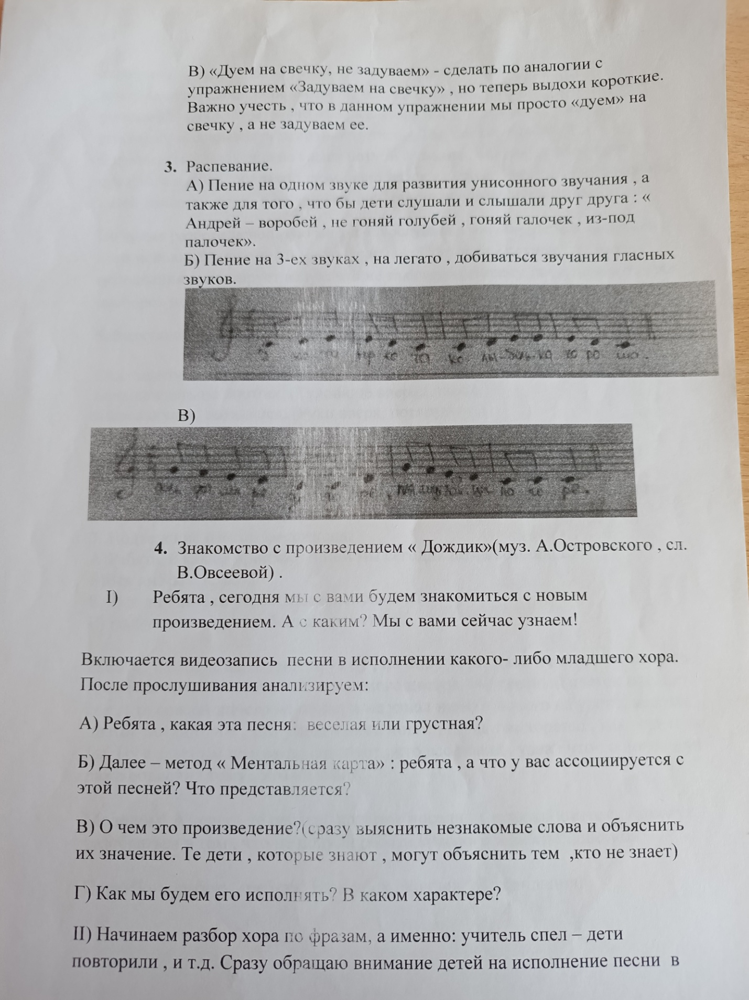 В) «Дуем на свечку, не задуваем» - сделать по аналогии с
упражнением «Задуваем на свечку» , но теперь выдохи короткие.
Важно учесть , что в данном упражнении мы просто «дуем» на
свечку , а не задуваем ее.
3. Распевание.
А) Пение на одном звуке для развития унисонного звучания , а
также для того , что бы дети слушали и слышали друг друга : «
Андрей – воробей , не гоняй голубей , гоняй галочек , из-под
палочек».
Б) Пение на 3-ех звуках , на легато , добиваться звучания гласных
звуков.
ко ра ша.
В)
ре.
4. Знакомство с произведением « Дождик»(муз. А.Островского , сл.
В.Овсеевой) .
I) Ребята , сегодня мы с вами будем знакомиться с новым
произведением. А с каким? Мы с вами сейчас узнаем!
Включается видеозапись песни в исполнении какого- либо младшего хора.
После прослушивания анализируем:
А) Ребята , какая эта песня: веселая или грустная?
Б) Далее – метод « Ментальная карта» : ребята , а что у вас ассоциируется с
этой песней? Что представляется?
В) О чем это произведение?(сразу выяснить незнакомые слова и объяснить
их значение. Те дети , которые знают , могут объяснить тем ,кто не знает)
Г) Как мы будем его исполнять? В каком характере?
II) Начинаем разбор хора по фразам, а именно: учитель спел – дети
повторили , и т.д. Сразу обращаю внимание детей на исполнение песни в